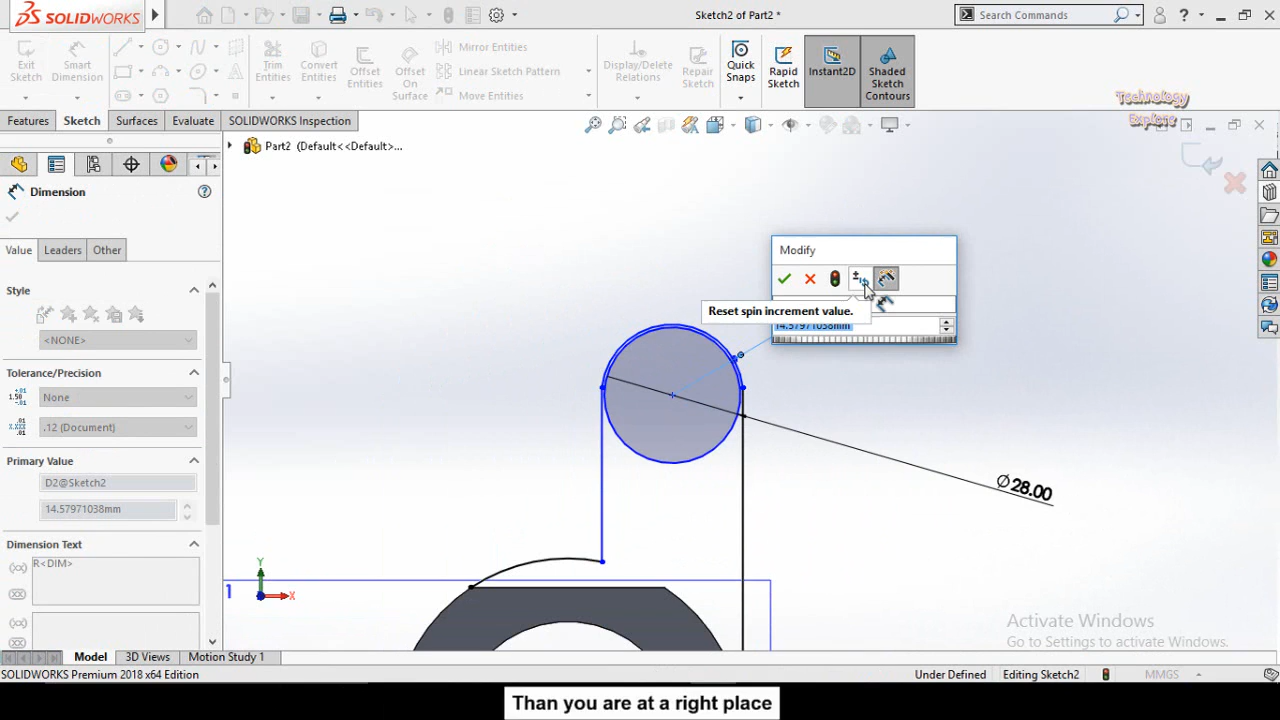 SOLIDWORKS
Sketch2 of Part2 *
Search Commands
?
Exit Sketch
Smart Dimension
Trim Entities
Convert Entities
Offset Entities
Offset On Surface
Mirror Entities
Linear Sketch Pattern
Move Entities
Display/Delete Relations
Repair Sketch
Quick Snaps
Rapid Sketch
Instant2D
Shaded Sketch Contours
Technology Explore
Features
Sketch
Surfaces
Evaluate
SOLIDWORKS Inspection
Part2 (Default<<Default>...
Dimension
Value
Leaders
Other
Style
<NONE>
Tolerance/Precision
None
.12 (Document)
Primary Value
D2@Sketch2
14.57971038mm
Dimension Text
R<DIM>
Modify
Reset spin increment value.
14.57971038mm
Ø28.00
Y
X
1
Activate Windows
Go to Settings to activate Windows.
Model
3D Views
Motion Study 1
SOLIDWORKS Premium 2018 x64 Edition
Under Defined
Editing Sketch2
MMGS
Than you are at a right place